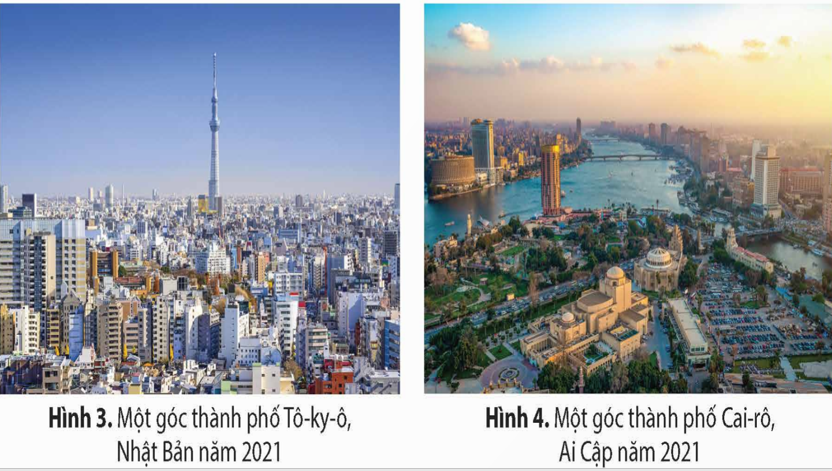 Hình 3. Một góc thành phố Tô-ky-ô,
Nhật Bản năm 2021
Hình 4. Một góc thành phố Cai-rô,
Ai Cập năm 2021